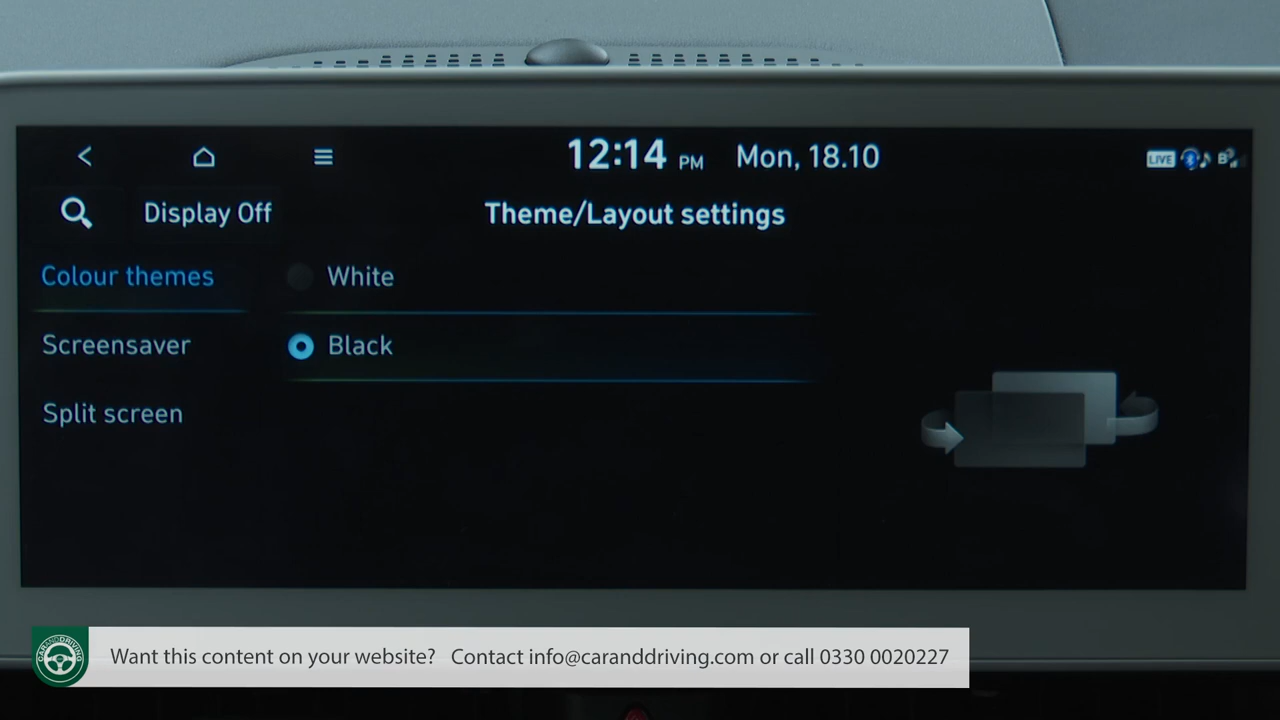 12:14 PM Mon, 18.10
LIVE
Display Off
Theme/Layout settings
Colour themes
White
Screensaver
Black
Split screen
CARANDDRIVING
Want this content on your website? Contact info@caranddriving.com or call 0330 0020227